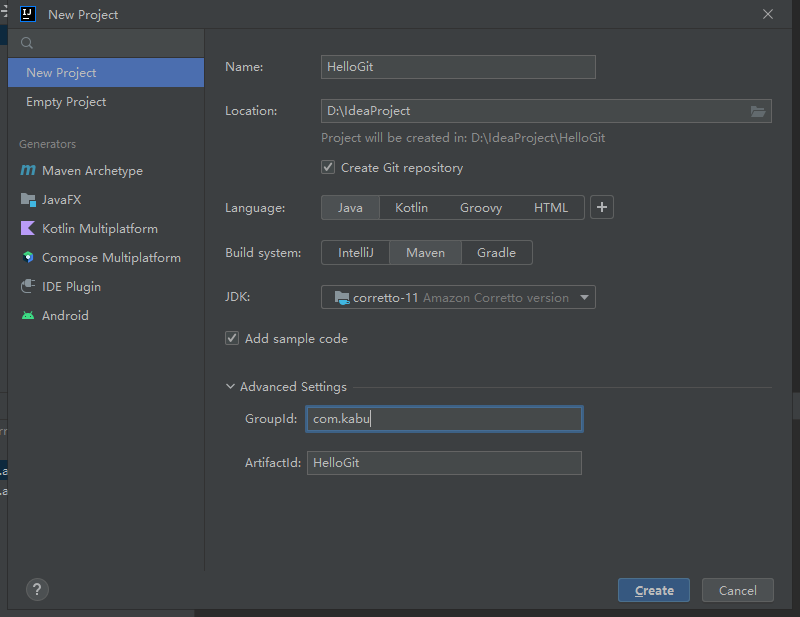 New Project
New Project
Empty Project
Generators
Maven Archetype
JavaFX
Kotlin Multiplatform
Compose Multiplatform
IDE Plugin
Android
Name: HelloGit
Location: D:\IdeaProject
Project will be created in: D:\IdeaProject\HelloGit
Create Git repository
Language: Java Kotlin Groovy HTML +
Build system: IntelliJ Maven Gradle
JDK: corretto-11 Amazon Corretto version
Add sample code
Advanced Settings
GroupId: com.kabu
ArtifactId: HelloGit
? Create Cancel